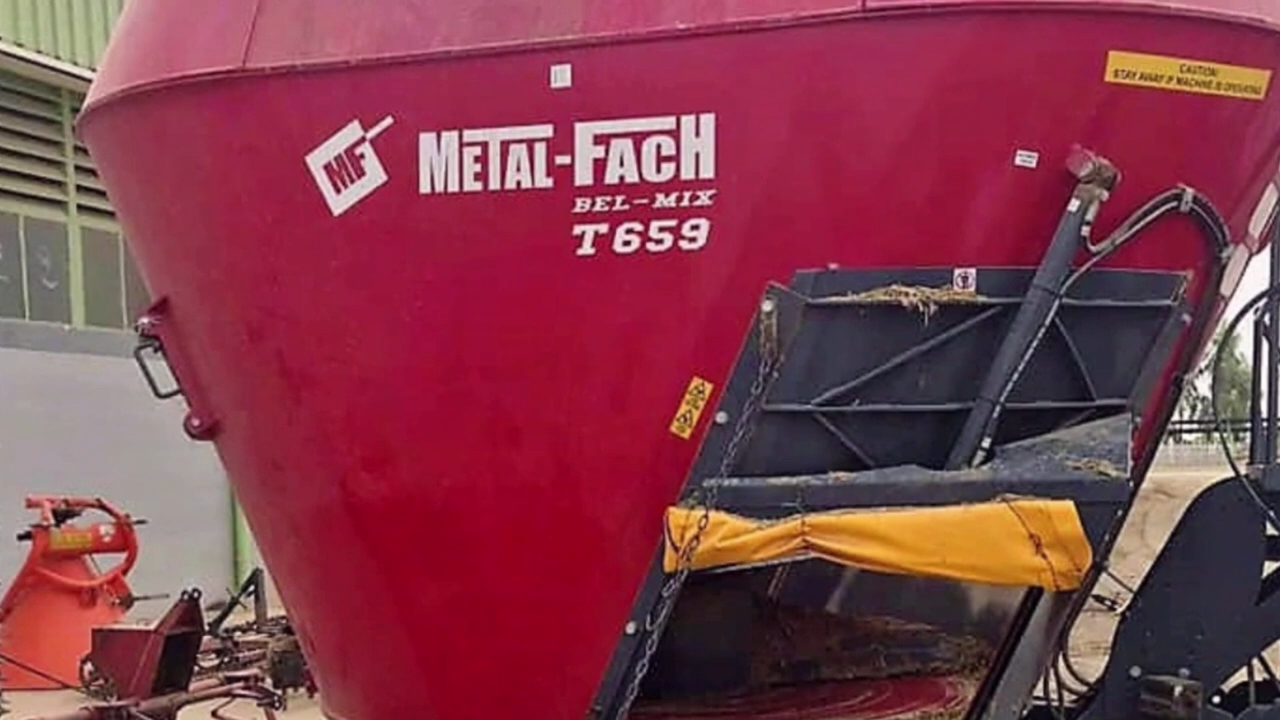 CAUTION
STAY AWAY IF MACHINE IS OPERATING
MF
METAL-FACH
BEL-MIX
T659